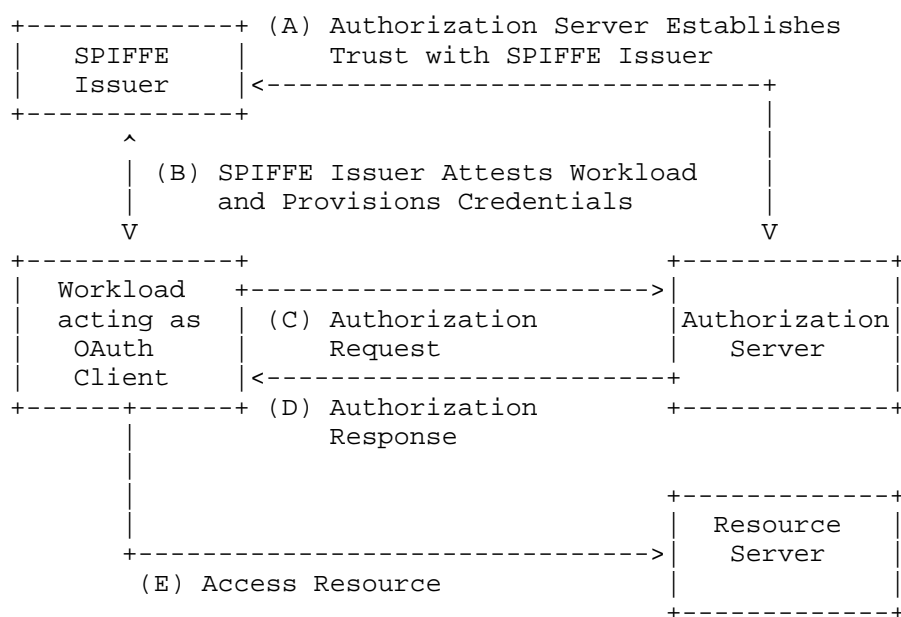 (A) Authorization Server Establishes
SPIFFE Trust with SPIFFE Issuer
Issuer
(B) SPIFFE Issuer Attests Workload
and Provisions Credentials
Workload
acting as (C) Authorization Authorization
OAuth Request Server
Client
(D) Authorization
Response
Resource
Server
(E) Access Resource